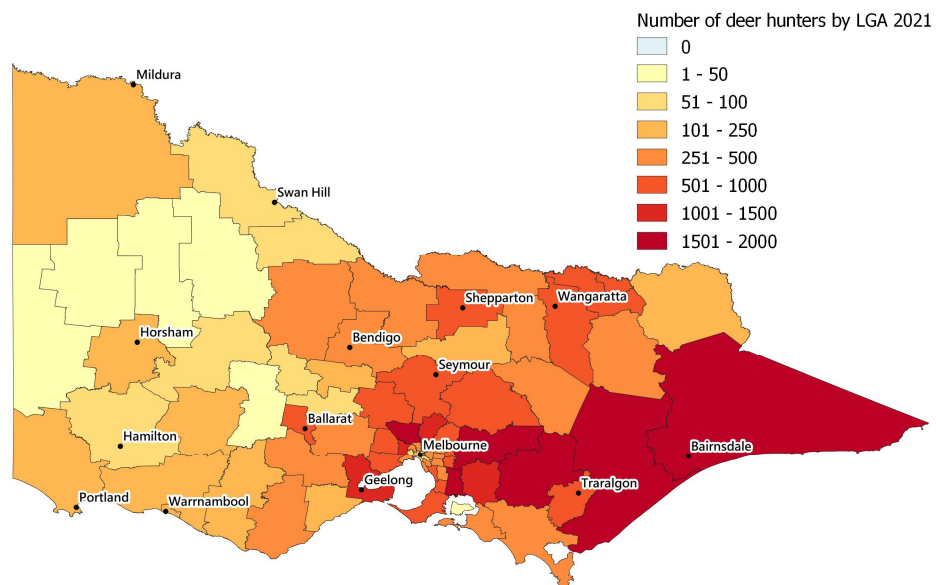 Number of deer hunters by LGA 2021
0
1 - 50
51 - 100
101 - 250
251 - 500
501 - 1000
1001 - 1500
1501 - 2000
Mildura
Swan Hill
Shepparton
Wangaratta
Horsham
Bendigo
Seymour
Ballarat
Hamilton
Melbourne
Bairnsdale
Geelong
Traralgon
Portland
Warrnambool